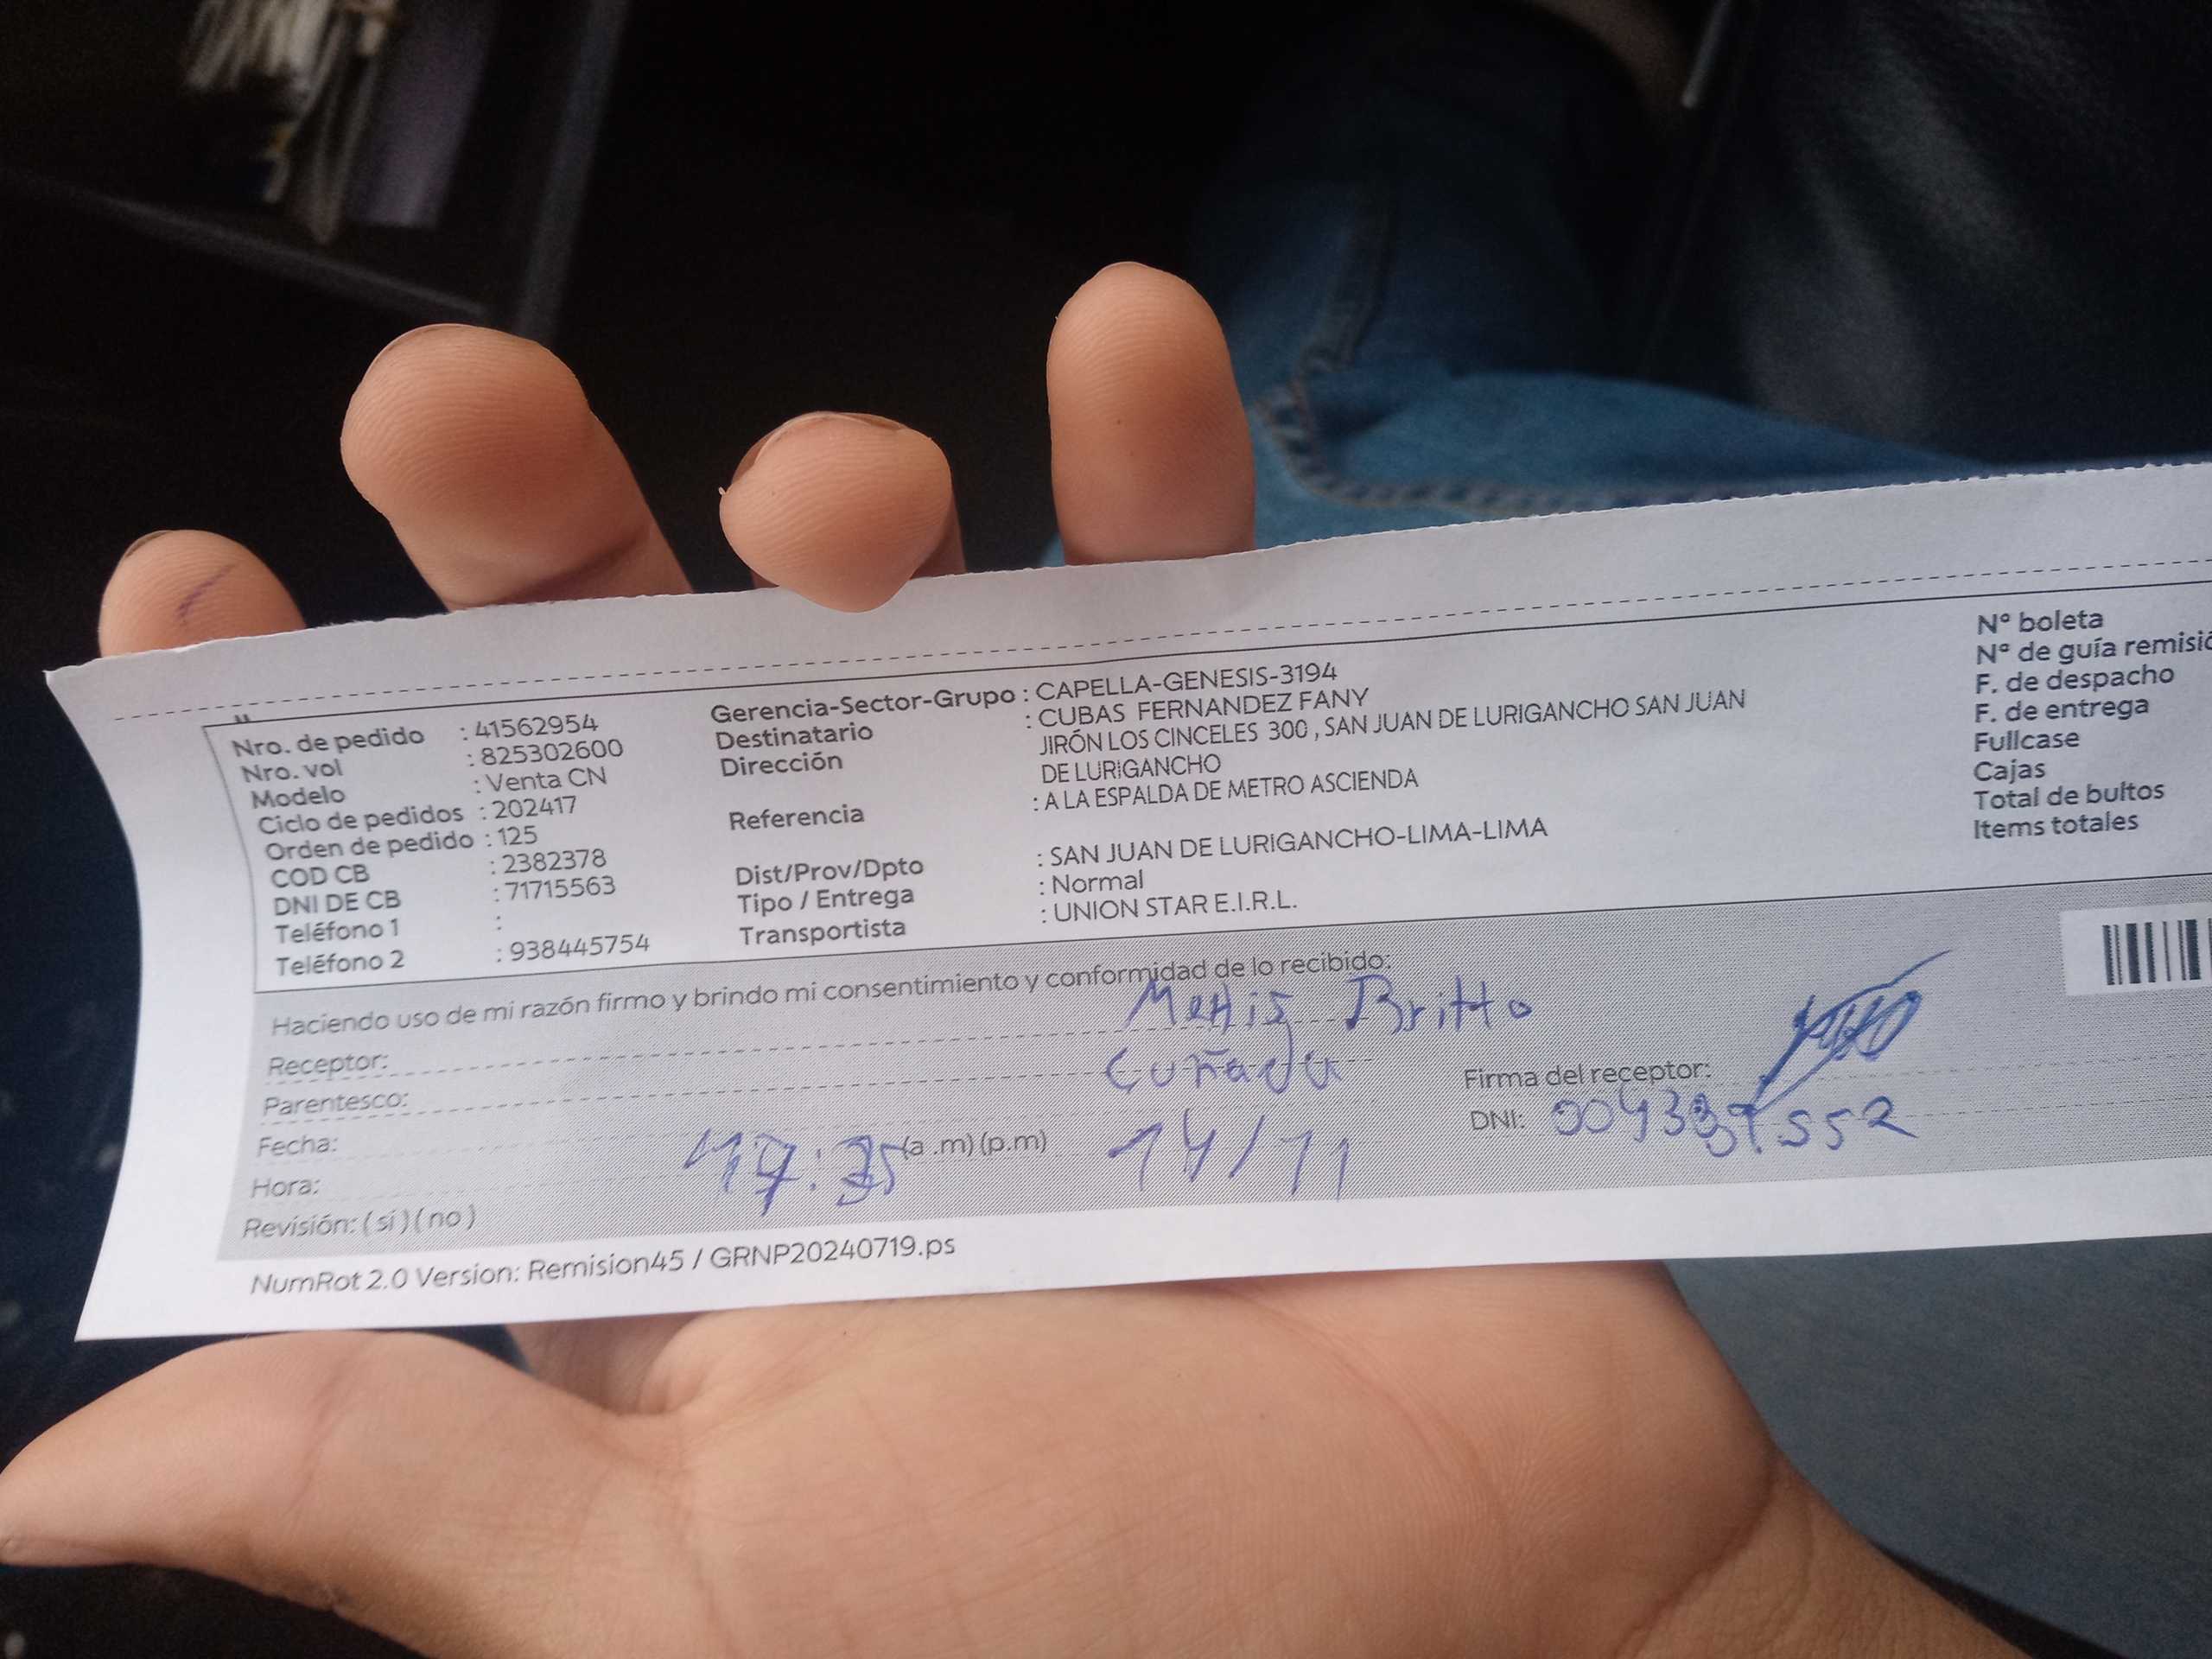 Nro. de pedido : 41562954
Nro. vol : 825302600
Modelo : Venta CN
Ciclo de pedidos : 202417
Orden de pedido : 125
COD CB : 2382378
DNI DE CB : 71715563
Teléfono 1 :
Teléfono 2 : 938445754
Gerencia-Sector-Grupo : CAPELLA-GENESIS-3194
Destinatario : CUBAS FERNANDEZ FANY
Dirección JIRÓN LOS CINCELES 300 , SAN JUAN DE LURIGANCHO SAN JUAN
DE LURIGANCHO
Referencia : A LA ESPALDA DE METRO ASCIENDA
Dist/Prov/Dpto : SAN JUAN DE LURIGANCHO-LIMA-LIMA
Tipo / Entrega : Normal
Transportista : UNION STAR E.I.R.L.
N° boleta
N° de guía remisió
F. de despacho
F. de entrega
Fullcase
Cajas
Total de bultos
Items totales
Haciendo uso de mi razón firmo y brindo mi consentimiento y conformidad de lo recibido:
Receptor: Britto
Parentesco: Cuñada
Firma del receptor:
Fecha: 14/11
DNI:
Hora: (a .m) (p.m)
Revisión: ( sí ) ( no )
NumRot 2.0 Version: Remision45 / GRNP20240719.ps